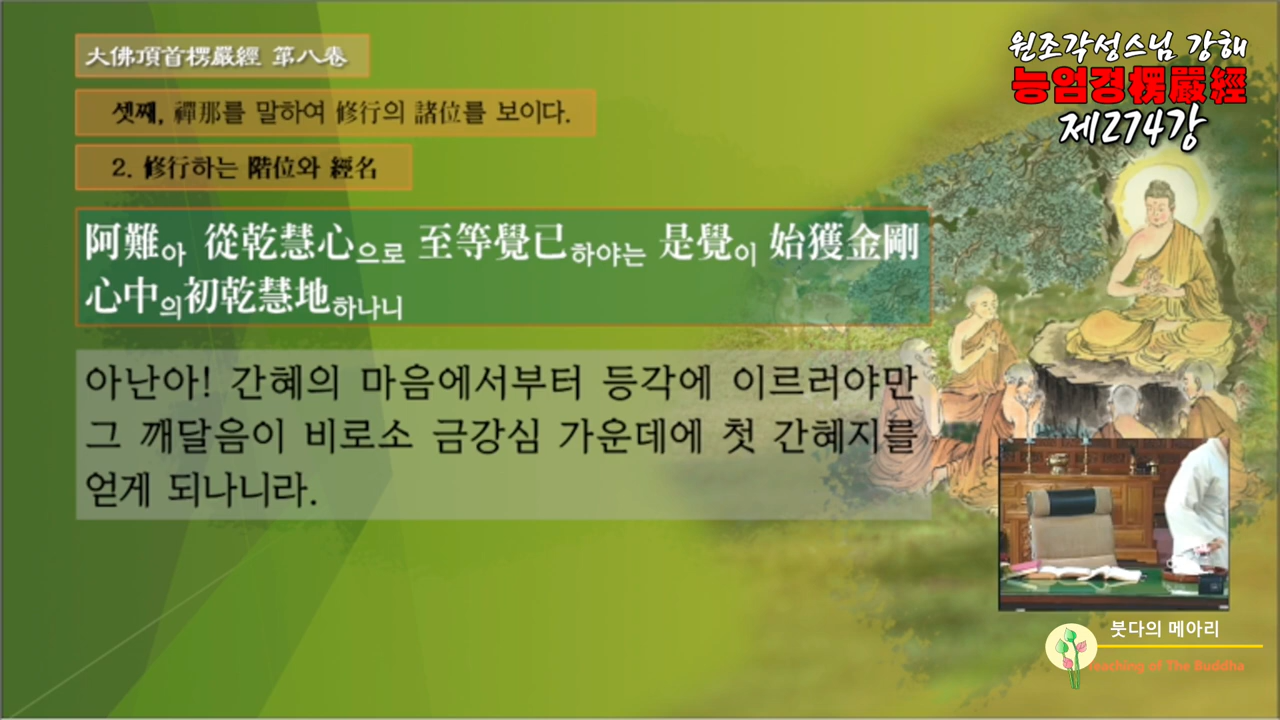 大佛頂首楞嚴經 第八卷
셋째, 禪那를 말하여 修行의 諸位를 보이다.
2. 修行하는 階位와 經名
阿難아 從乾慧心으로 至等覺已하야는 是覺이 始獲金剛
心中의初乾慧地하나니
아난아! 간혜의 마음에서부터 등각에 이르러야만
그 깨달음이 비로소 금강심 가운데에 첫 간혜지를
얻게 되나니라.
원조각성스님 강해
능엄경楞嚴經
제274강
붓다의 메아리
Teaching of The Buddha